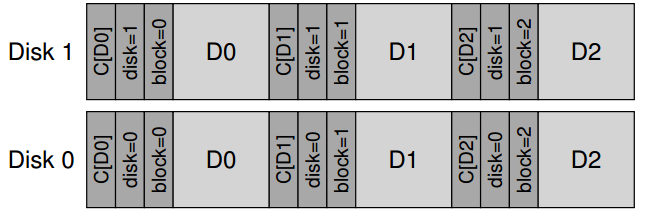 Disk 1 C[D0] disk=1 block=0 D0 C[D1] disk=1 block=1 D1 C[D2] disk=1 block=2 D2
Disk 0 C[D0] disk=0 block=0 D0 C[D1] disk=0 block=1 D1 C[D2] disk=0 block=2 D2